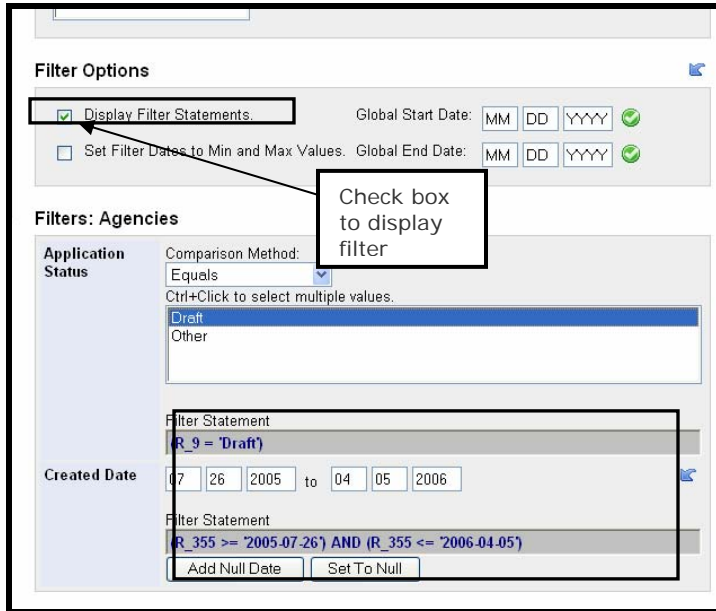 Filter Options
Display Filter Statements. Global Start Date: MM DD YYYY
Set Filter Dates to Min and Max Values. Global End Date: MM DD YYYY
Check box
to display
filter
Filters: Agencies
Application
Status
Comparison Method:
Equals
Ctrl+Click to select multiple values.
Draft
Other
Filter Statement
(R_9 = 'Draft')
Created Date
07 26 2005 to 04 05 2006
Filter Statement
(R_355 >= '2005-07-26') AND (R_355 <= '2006-04-05')
Add Null Date Set To Null